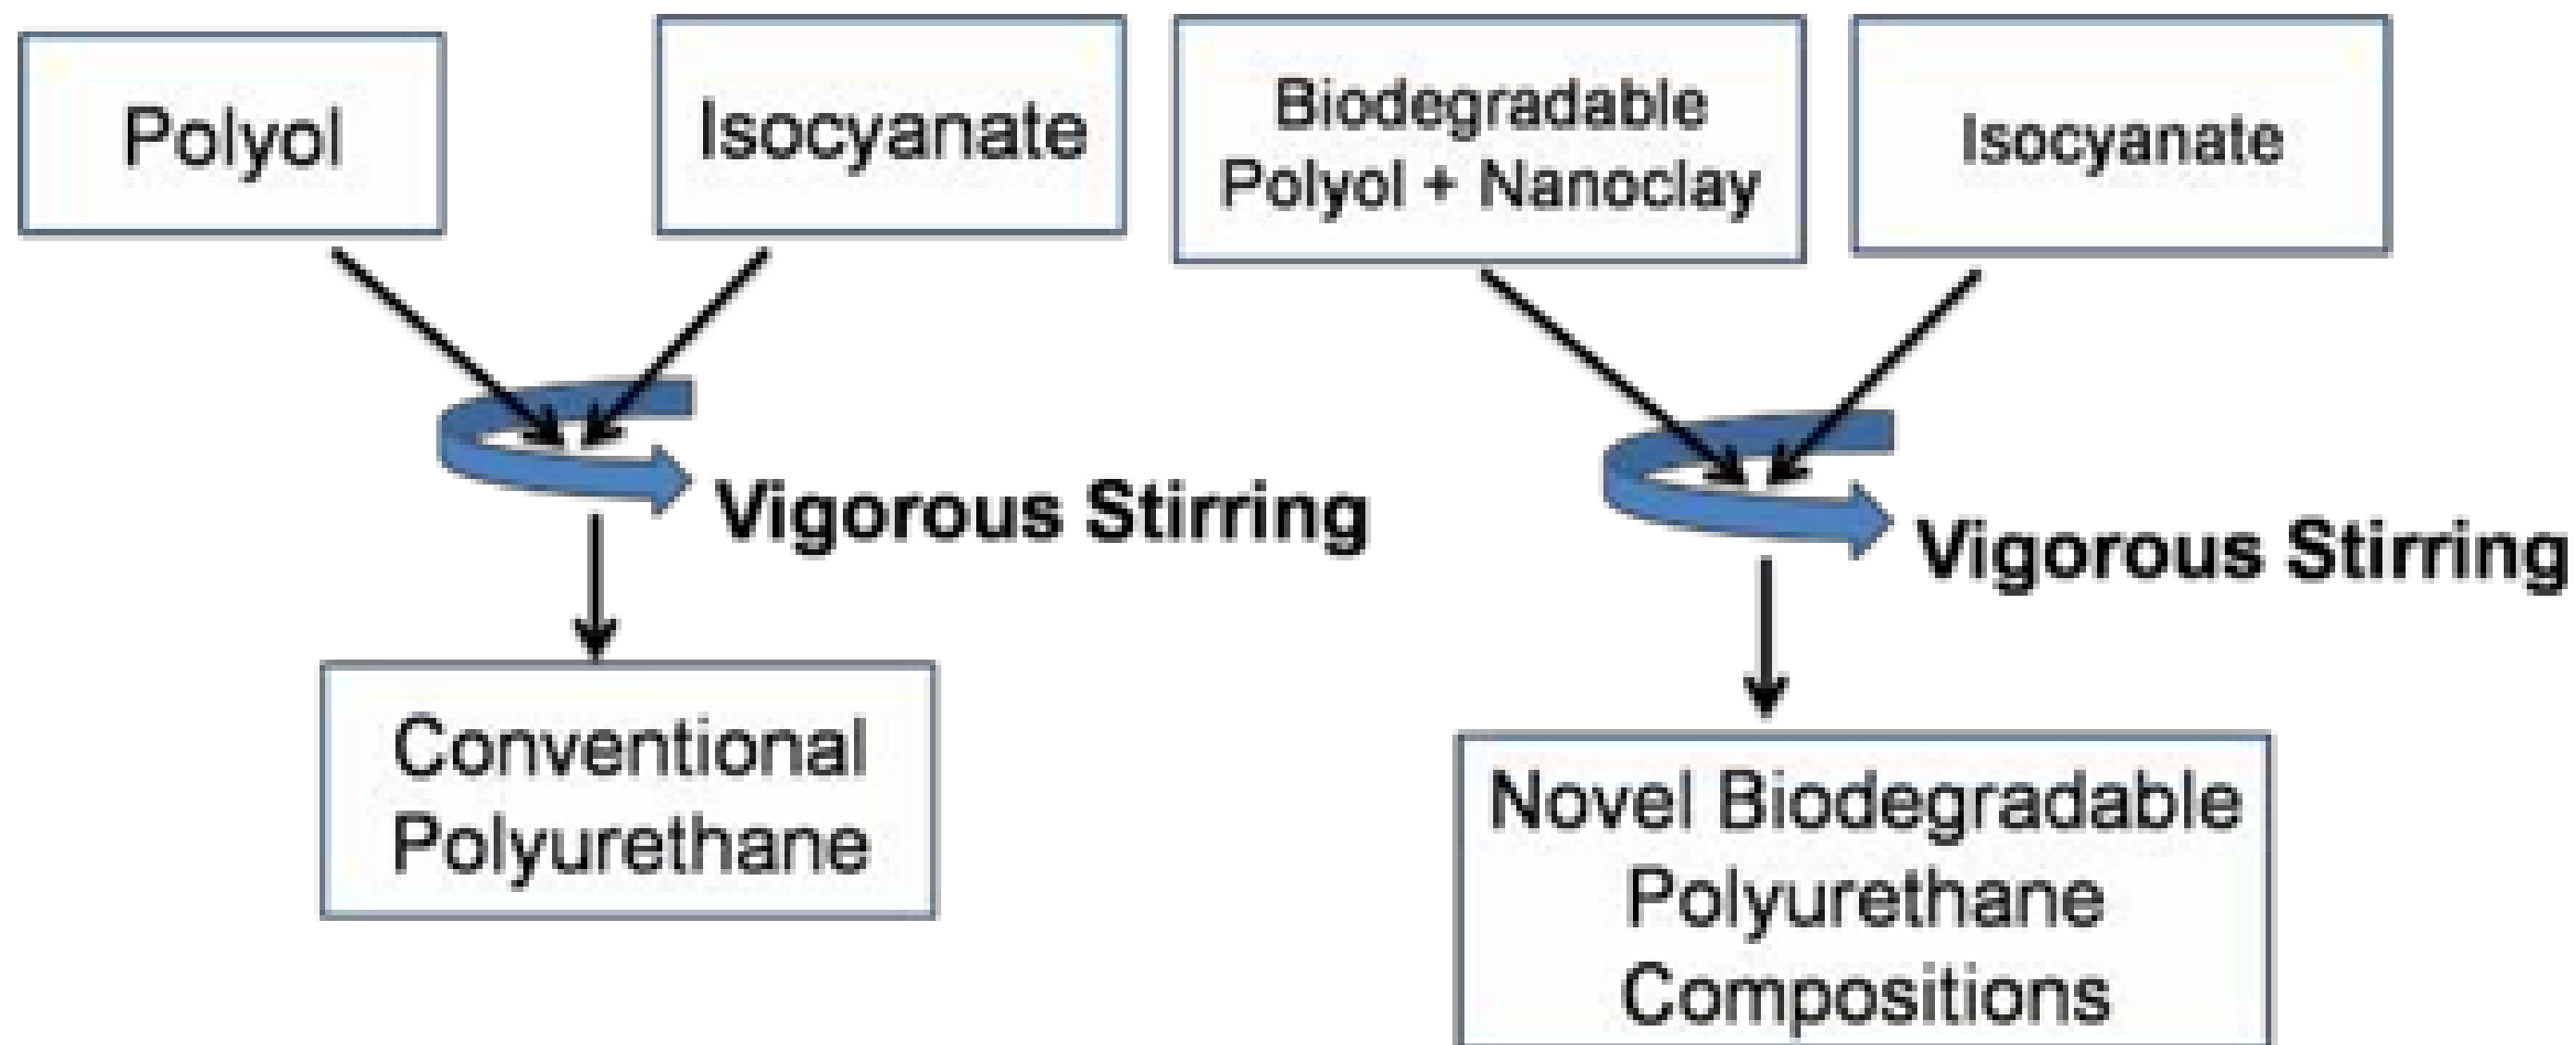 Polyol
Isocyanate
Biodegradable
Polyol + Nanoclay
Isocyanate
Vigorous Stirring
Vigorous Stirring
Conventional
Polyurethane
Novel Biodegradable
Polyurethane
Compositions